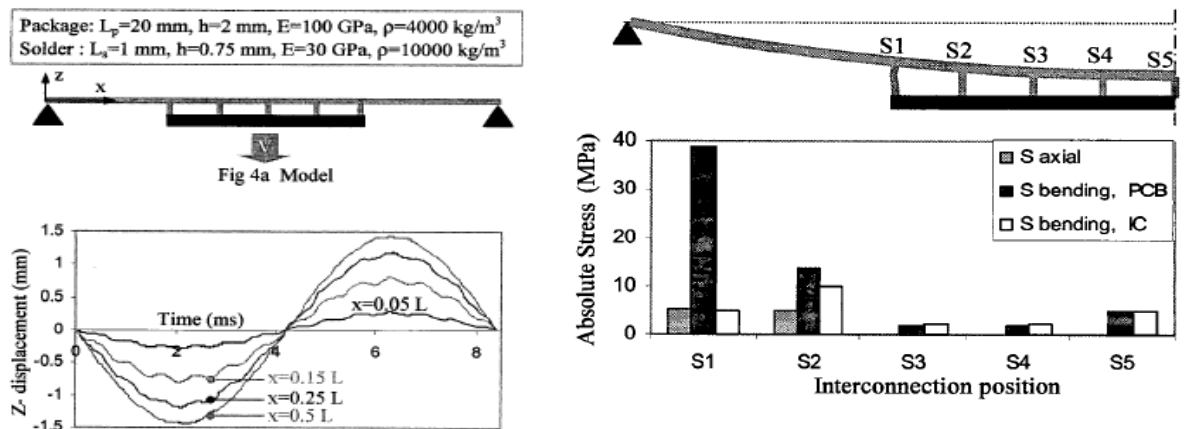 Package: Lp=20 mm, h=2 mm, E=100 GPa, ρ=4000 kg/m³
Solder : Ls=1 mm, h=0.75 mm, E=30 GPa, ρ=10000 kg/m³
z
x
V
Fig 4a Model
Z- displacement (mm)
1.5
1
0.5
0
-0.5
-1
-1.5
Time (ms)
0
2
4
6
8
x=0.05 L
x=0.15 L
x=0.25 L
x=0.5 L
S1
S2
S3
S4
S5
Absolute Stress (MPa)
40
30
20
10
0
S axial
S bending, PCB
S bending, IC
S1
S2
S3
S4
S5
Interconnection position